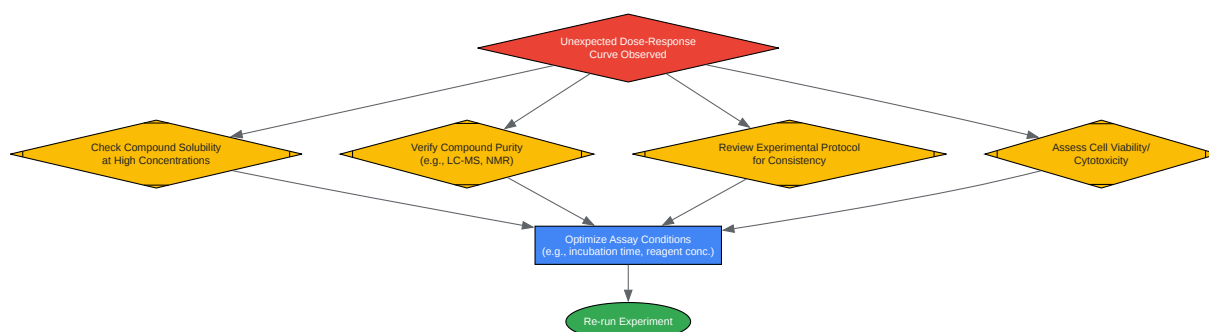 Unexpected Dose-Response
Curve Observed
Check Compound Solubility
at High Concentrations
Verify Compound Purity
(e.g., LC-MS, NMR)
Review Experimental Protocol
for Consistency
Assess Cell Viability/
Cytotoxicity
Optimize Assay Conditions
(e.g., incubation time, reagent conc.)
Re-run Experiment